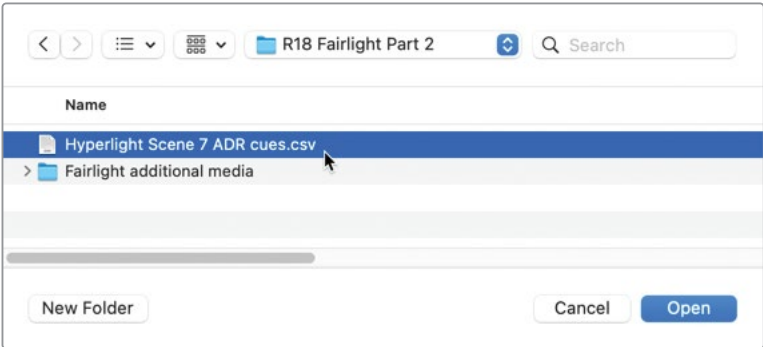 R18 Fairlight Part 2 Search
Name
Hyperlight Scene 7 ADR cues.csv
Fairlight additional media
New Folder Cancel Open